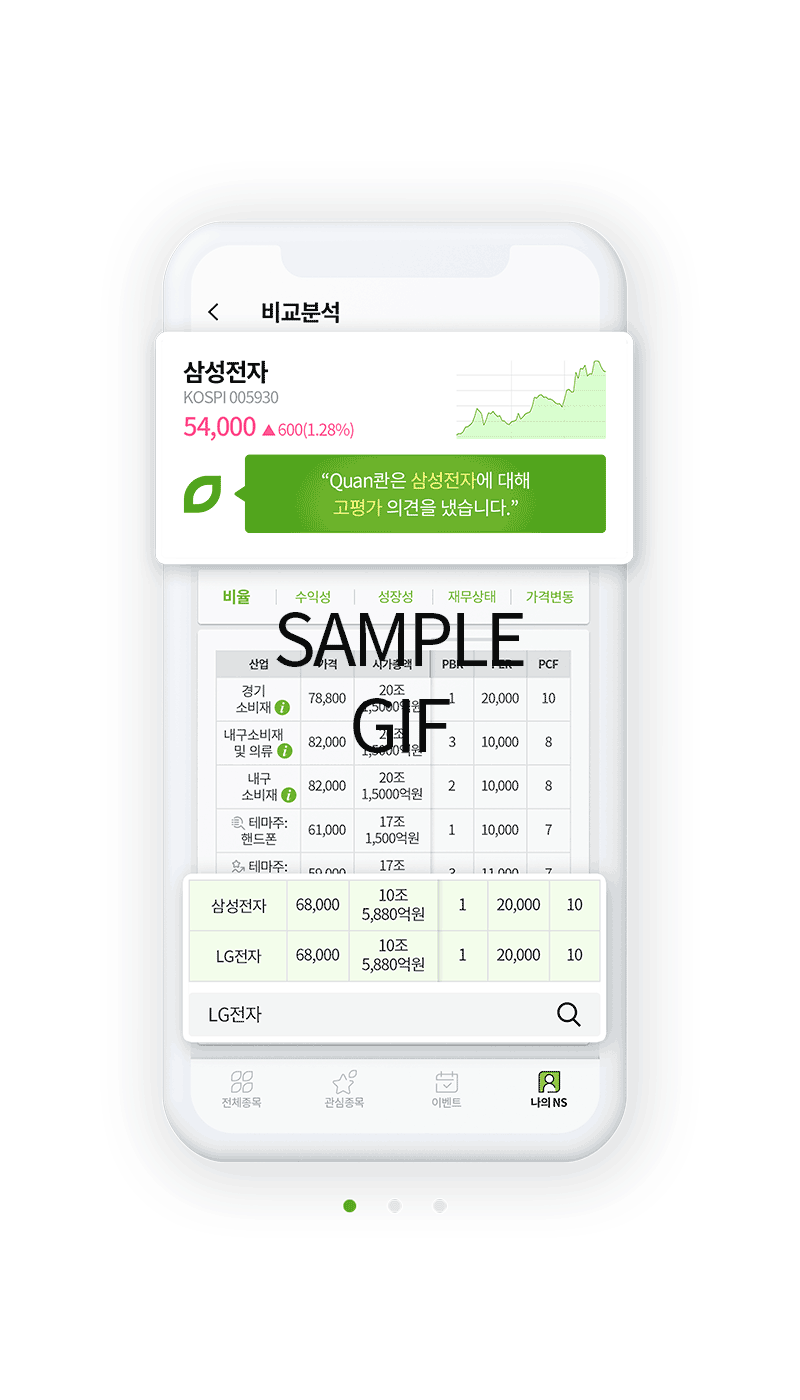 비교분석
삼성전자
KOSPI 005930
54,000 ▲600(1.28%)
“Quan콴은 삼성전자에 대해
고평가 의견을 냈습니다.”
비율 수익성 성장성 재무상태 가격변동
SAMPLE
GIF
산업 가격 시가총액 PBR PER PCF
경기
소비재 78,800 20조
1,5000억원 1 20,000 10
내구소비재
및 의류 82,000 20조
1,5000억원 3 10,000 8
내구
소비재 82,000 20조
1,5000억원 2 10,000 8
테마주:
핸드폰 61,000 17조
1,500억원 1 10,000 7
테마주: 59,000 17조 3 11,000 7
삼성전자 68,000 10조
5,880억원 1 20,000 10
LG전자 68,000 10조
5,880억원 1 20,000 10
LG전자
전체종목 관심종목 이벤트 나의 NS